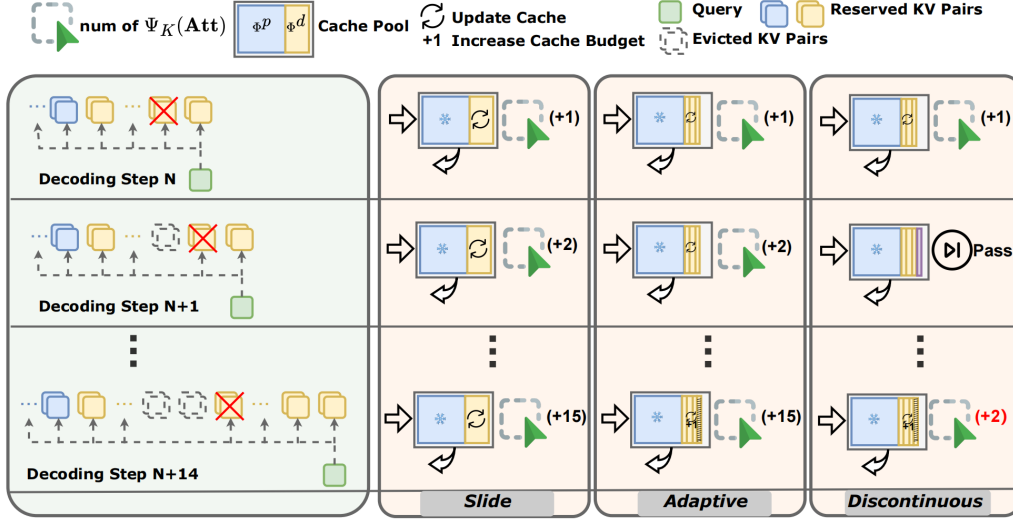 num of Ψ_K(Att)
Φ^p Φ^d
Cache Pool
Update Cache
+1 Increase Cache Budget
Query
Reserved KV Pairs
Evicted KV Pairs
Decoding Step N
(+1)
(+1)
(+1)
Decoding Step N+1
(+2)
(+2)
Pass
Decoding Step N+14
(+15)
(+15)
(+2)
Slide
Adaptive
Discontinuous